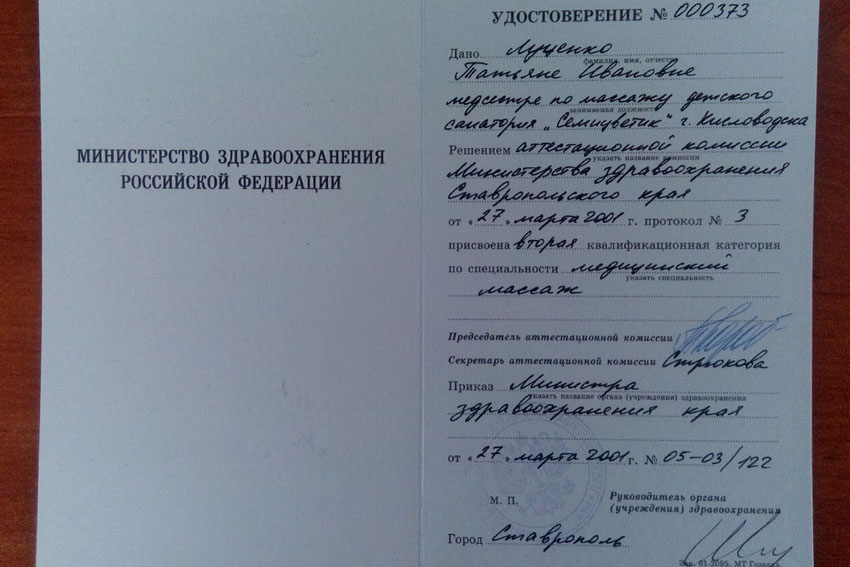 МИНИСТЕРСТВО ЗДРАВООХРАНЕНИЯ
РОССИЙСКОЙ ФЕДЕРАЦИИ
УДОСТОВЕРЕНИЕ № 000373
Дано Луценко
фамилия, имя, отчество
Татьяне Ивановне
медсестре по массажу детского
занимаемая должность
санатория „Семицветик" г. Кисловодска
Решением аттестационной комиссии
указать название комиссии
Министерства здравоохранения
Ставропольского края
от «27» марта 2001 г. протокол № 3
присвоена вторая квалификационная категория
по специальности медицинский
указать специальность
массаж
Председатель аттестационной комиссии
Секретарь аттестационной комиссии Стрюкова
Приказ Министра
указать название органа (учреждения) здравоохранения
здравоохранения края
от «27» марта 2001 г. № 05-03/122
М. П.
Руководитель органа
(учреждения) здравоохранения
Город Ставрополь
Зак. 01-2095. МТ Гознака.